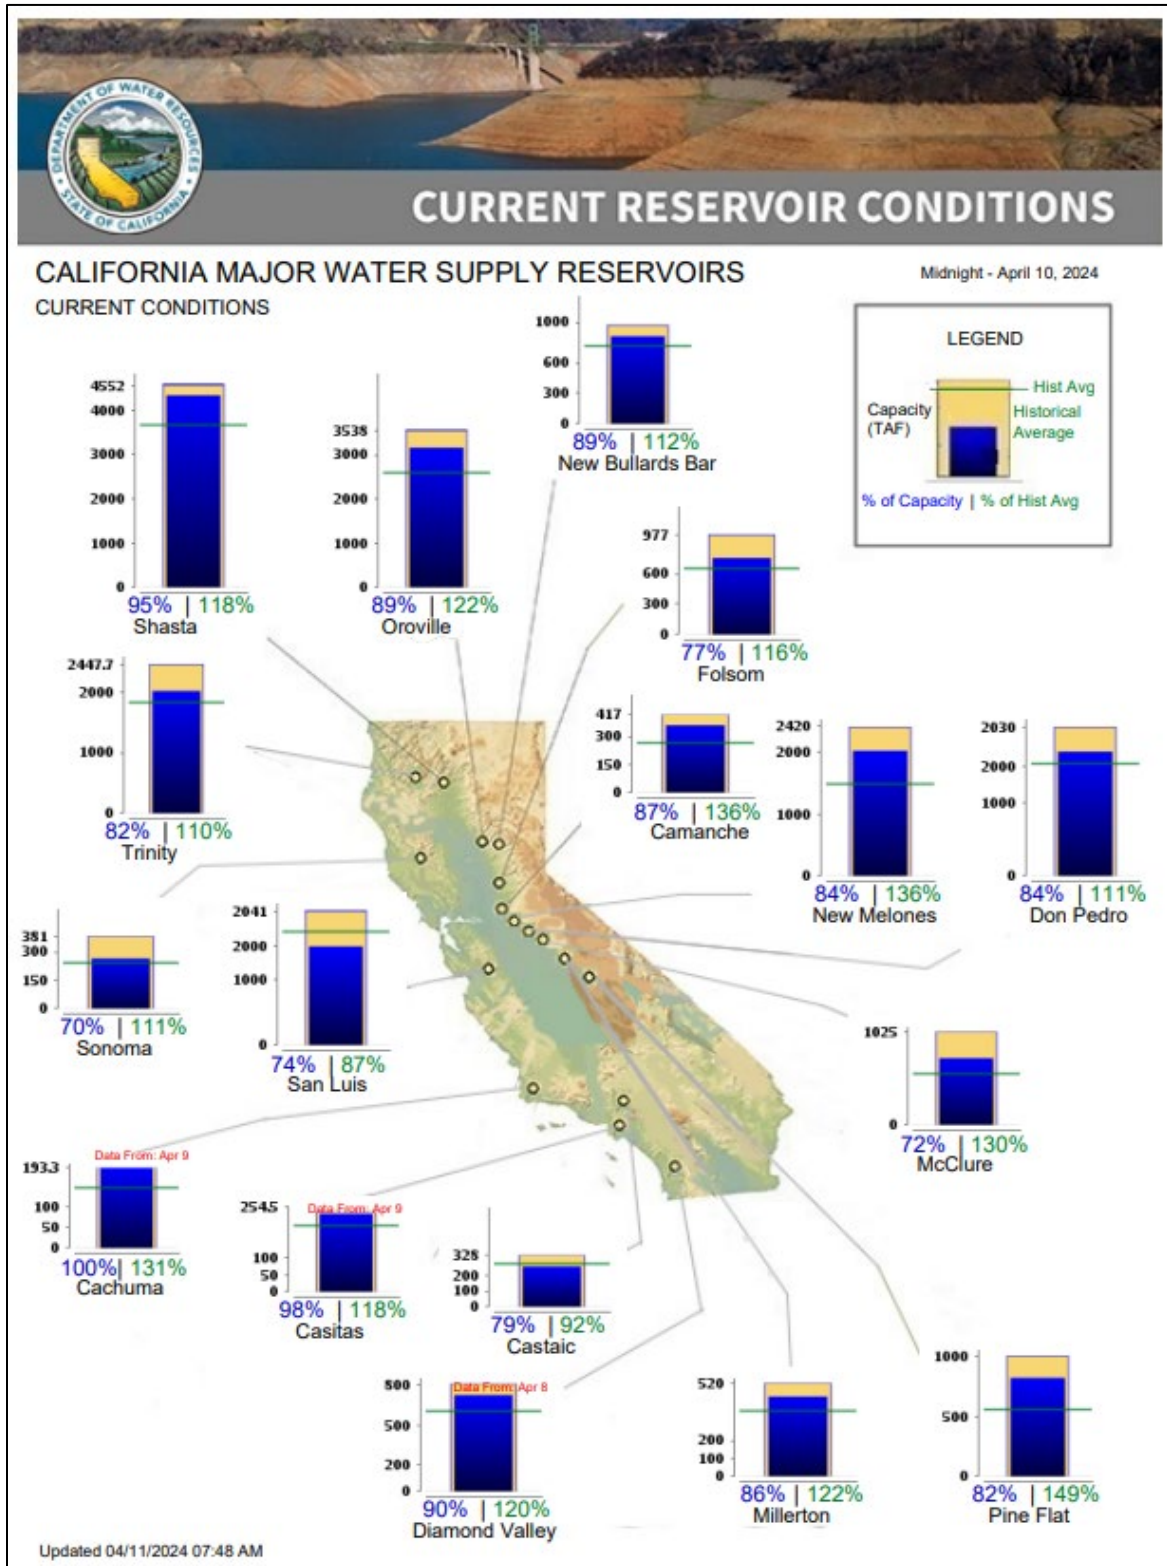 DEPARTMENT OF WATER RESOURCES
STATE OF CALIFORNIA
CURRENT RESERVOIR CONDITIONS
CALIFORNIA MAJOR WATER SUPPLY RESERVOIRS
Midnight - April 10, 2024
CURRENT CONDITIONS
LEGEND
Hist Avg
Capacity
(TAF)
Historical
Average
% of Capacity | % of Hist Avg
4552
4000
3000
2000
1000
0
95% | 118%
Shasta
3538
3000
2000
1000
0
89% | 122%
Oroville
1000
600
300
0
89% | 112%
New Bullards Bar
977
600
300
0
77% | 116%
Folsom
2447.7
2000
1000
0
82% | 110%
Trinity
417
300
150
0
87% | 136%
Camanche
2420
2000
1000
0
84% | 136%
New Melones
2030
2000
1000
0
84% | 111%
Don Pedro
381
300
150
0
70% | 111%
Sonoma
2041
2000
1000
0
74% | 87%
San Luis
1025
0
72% | 130%
McClure
Data From: Apr 9
193.3
100
50
0
100% | 131%
Cachuma
Data From: Apr 9
254.5
100
50
0
98% | 118%
Casitas
328
200
100
0
79% | 92%
Castaic
Data From: Apr 8
800
500
200
0
90% | 120%
Diamond Valley
520
200
100
0
86% | 122%
Millerton
1000
500
0
82% | 149%
Pine Flat
Updated 04/11/2024 07:48 AM